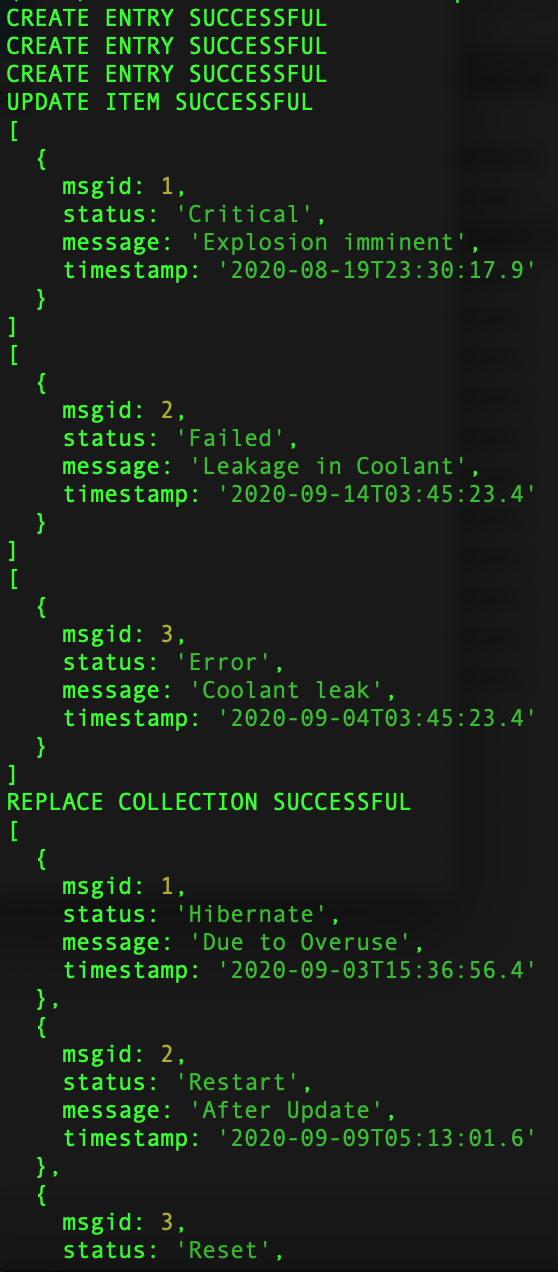 CREATE ENTRY SUCCESSFUL
CREATE ENTRY SUCCESSFUL
CREATE ENTRY SUCCESSFUL
UPDATE ITEM SUCCESSFUL
[
  {
    msgid: 1,
    status: 'Critical',
    message: 'Explosion imminent',
    timestamp: '2020-08-19T23:30:17.9'
  }
]
[
  {
    msgid: 2,
    status: 'Failed',
    message: 'Leakage in Coolant',
    timestamp: '2020-09-14T03:45:23.4'
  }
]
[
  {
    msgid: 3,
    status: 'Error',
    message: 'Coolant leak',
    timestamp: '2020-09-04T03:45:23.4'
  }
]
REPLACE COLLECTION SUCCESSFUL
[
  {
    msgid: 1,
    status: 'Hibernate',
    message: 'Due to Overuse',
    timestamp: '2020-09-03T15:36:56.4'
  },
  {
    msgid: 2,
    status: 'Restart',
    message: 'After Update',
    timestamp: '2020-09-09T05:13:01.6'
  },
  {
    msgid: 3,
    status: 'Reset',